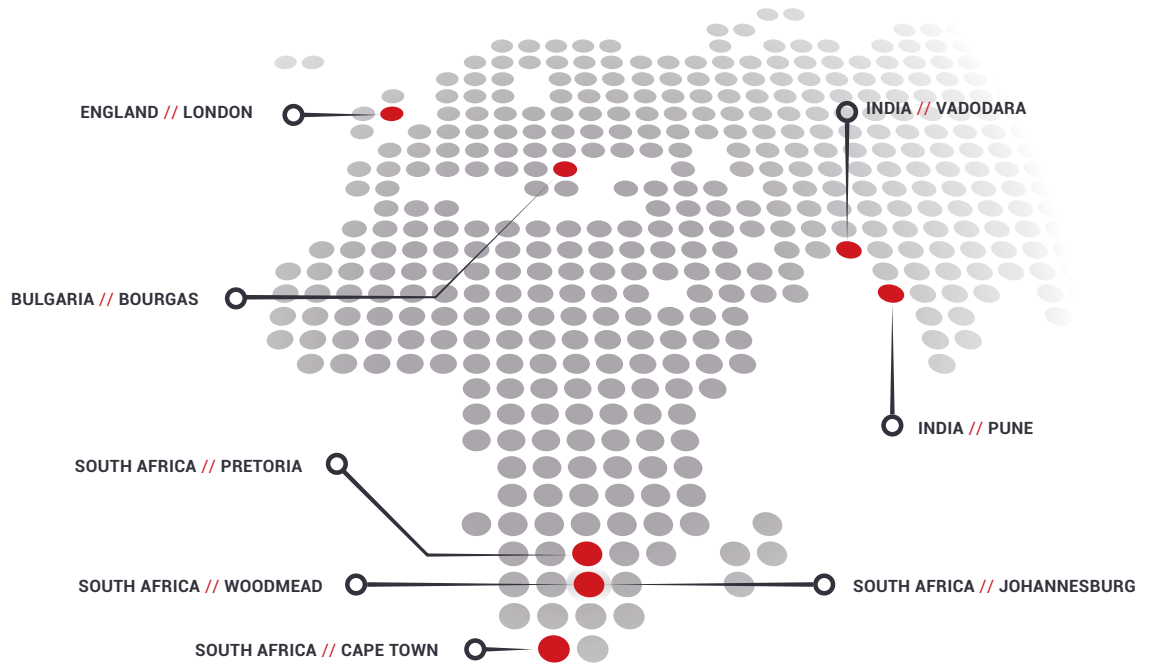 ENGLAND // LONDON
INDIA // VADODARA
BULGARIA // BOURGAS
INDIA // PUNE
SOUTH AFRICA // PRETORIA
SOUTH AFRICA // WOODMEAD
SOUTH AFRICA // JOHANNESBURG
SOUTH AFRICA // CAPE TOWN